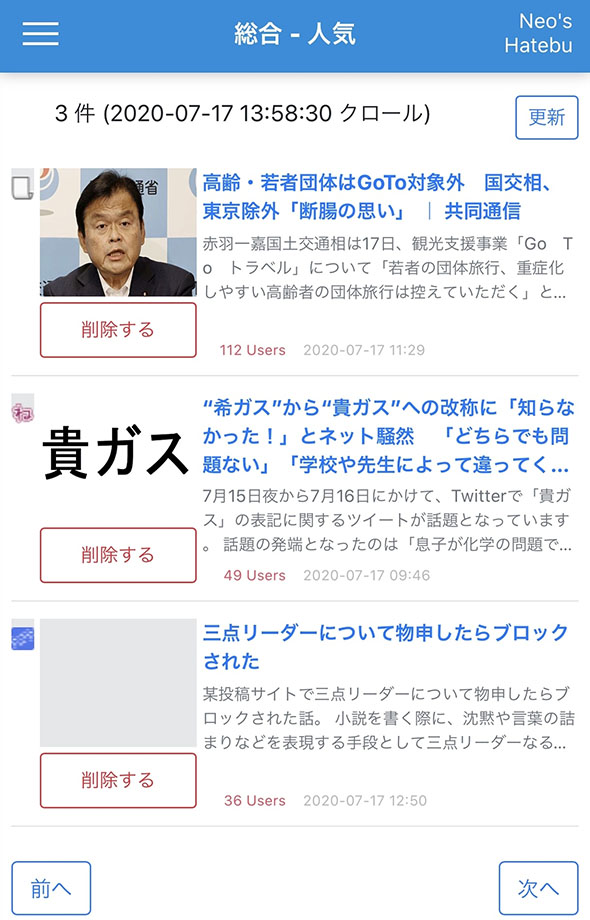 総合 - 人気
Neo's
Hatebu
3 件 (2020-07-17 13:58:30 クロール)
更新
通省
高齢・若者団体はGoTo対象外　国交相、
東京除外「断腸の思い」 ｜ 共同通信
赤羽一嘉国土交通相は17日、観光支援事業「Go　T
o　トラベル」について「若者の団体旅行、重症化
しやすい高齢者の団体旅行は控えていただく」と...
削除する
112 Users
2020-07-17 11:29
ね
貴ガス
“希ガス”から“貴ガス”への改称に「知らな
かった！」とネット騒然　「どちらでも問
題ない」「学校や先生によって違ってく...
7月15日夜から7月16日にかけて、Twitterで「貴ガ
ス」の表記に関するツイートが話題となっています
。 話題の発端となったのは「息子が化学の問題で...
削除する
49 Users
2020-07-17 09:46
三点リーダーについて物申したらブロック
された
某投稿サイトで三点リーダーについて物申したらブ
ロックされた話。 小説を書く際に、沈黙や言葉の詰
まりなどを表現する手段として三点リーダーなる...
削除する
36 Users
2020-07-17 12:50
前へ
次へ